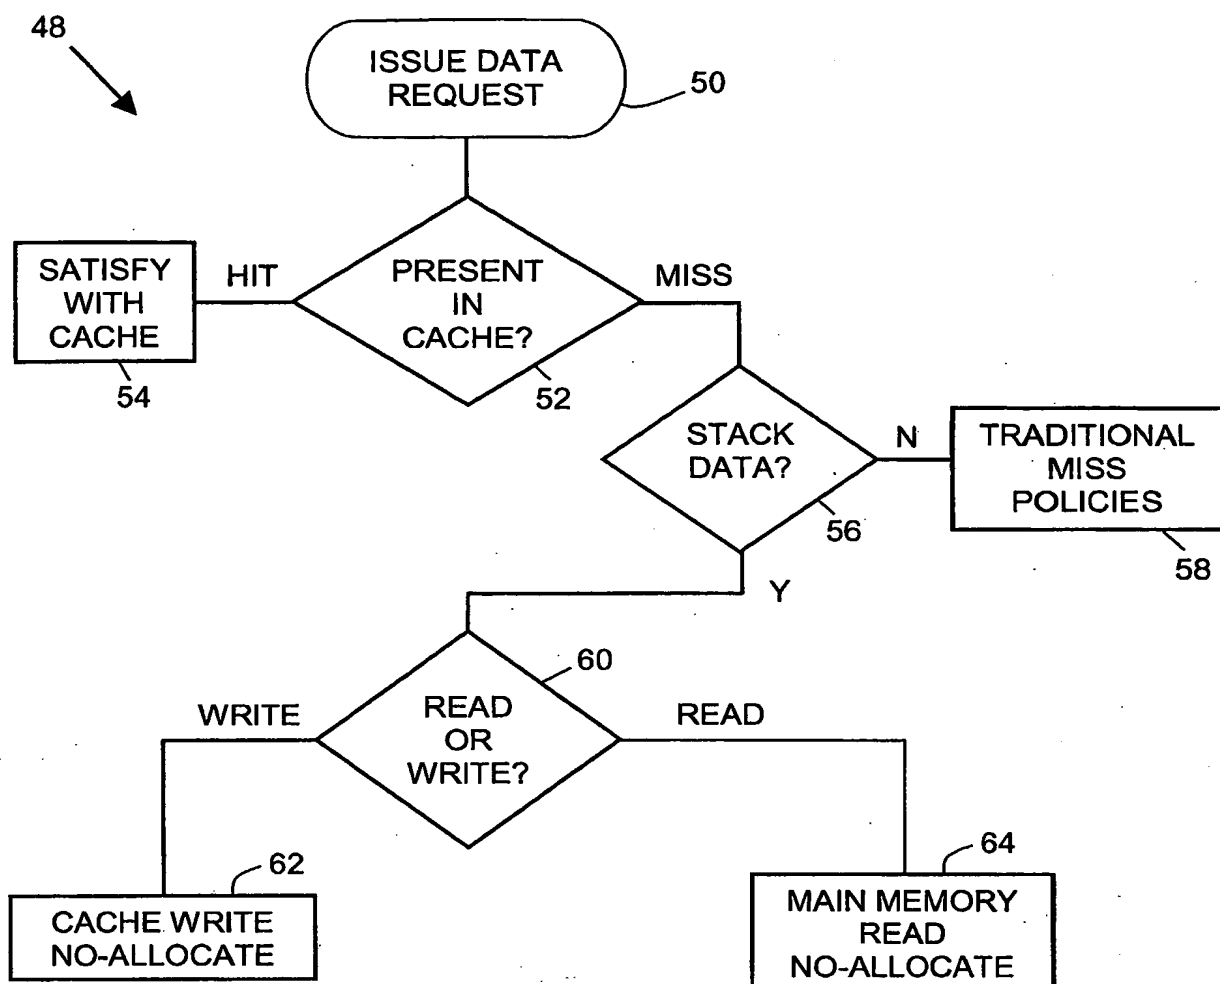 48
ISSUE DATA
REQUEST
50
SATISFY
WITH
CACHE
54
HIT
PRESENT
IN
CACHE?
52
MISS
STACK
DATA?
56
N
TRADITIONAL
MISS
POLICIES
58
Y
60
READ
OR
WRITE?
WRITE
READ
62
CACHE WRITE
NO-ALLOCATE
64
MAIN MEMORY
READ
NO-ALLOCATE